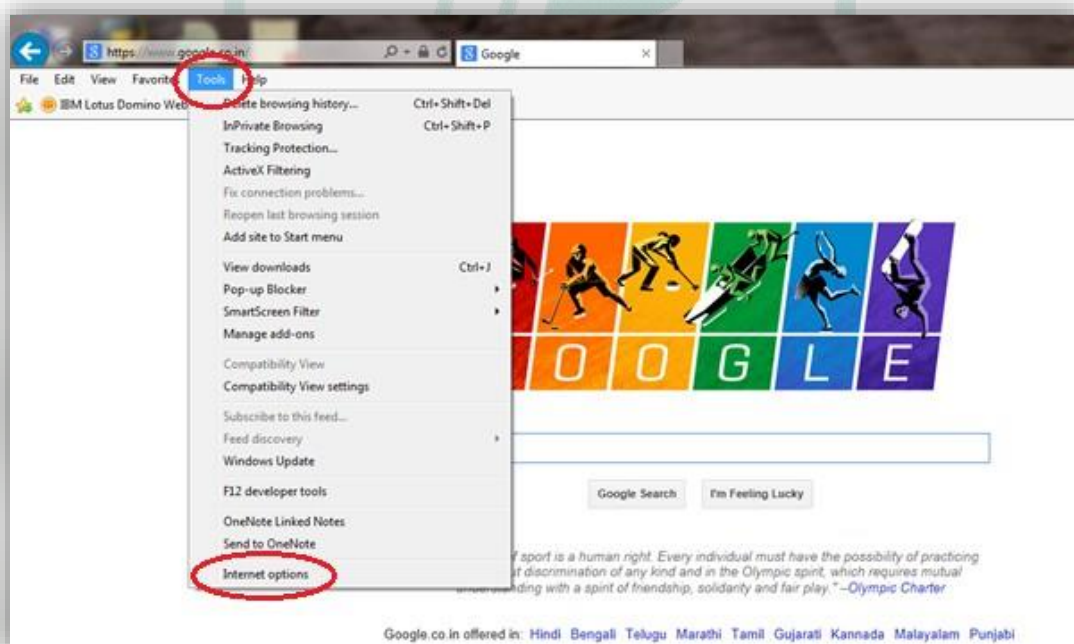 https://www.google.co.in/
Google
File Edit View Favorites Tools Help
IBM Lotus Domino Web
Delete browsing history... Ctrl+Shift+Del
InPrivate Browsing Ctrl+Shift+P
Tracking Protection...
ActiveX Filtering
Fix connection problems...
Reopen last browsing session
Add site to Start menu
View downloads Ctrl+J
Pop-up Blocker
SmartScreen Filter
Manage add-ons
Compatibility View
Compatibility View settings
Subscribe to this feed...
Feed discovery
Windows Update
F12 developer tools
OneNote Linked Notes
Send to OneNote
Internet options
OOGLE
Google Search I'm Feeling Lucky
f sport is a human right. Every individual must have the possibility of practicing
t discrimination of any kind and in the Olympic spirit, which requires mutual
understanding with a spirit of friendship, solidarity and fair play." –Olympic Charter
Google.co.in offered in: Hindi Bengali Telugu Marathi Tamil Gujarati Kannada Malayalam Punjabi